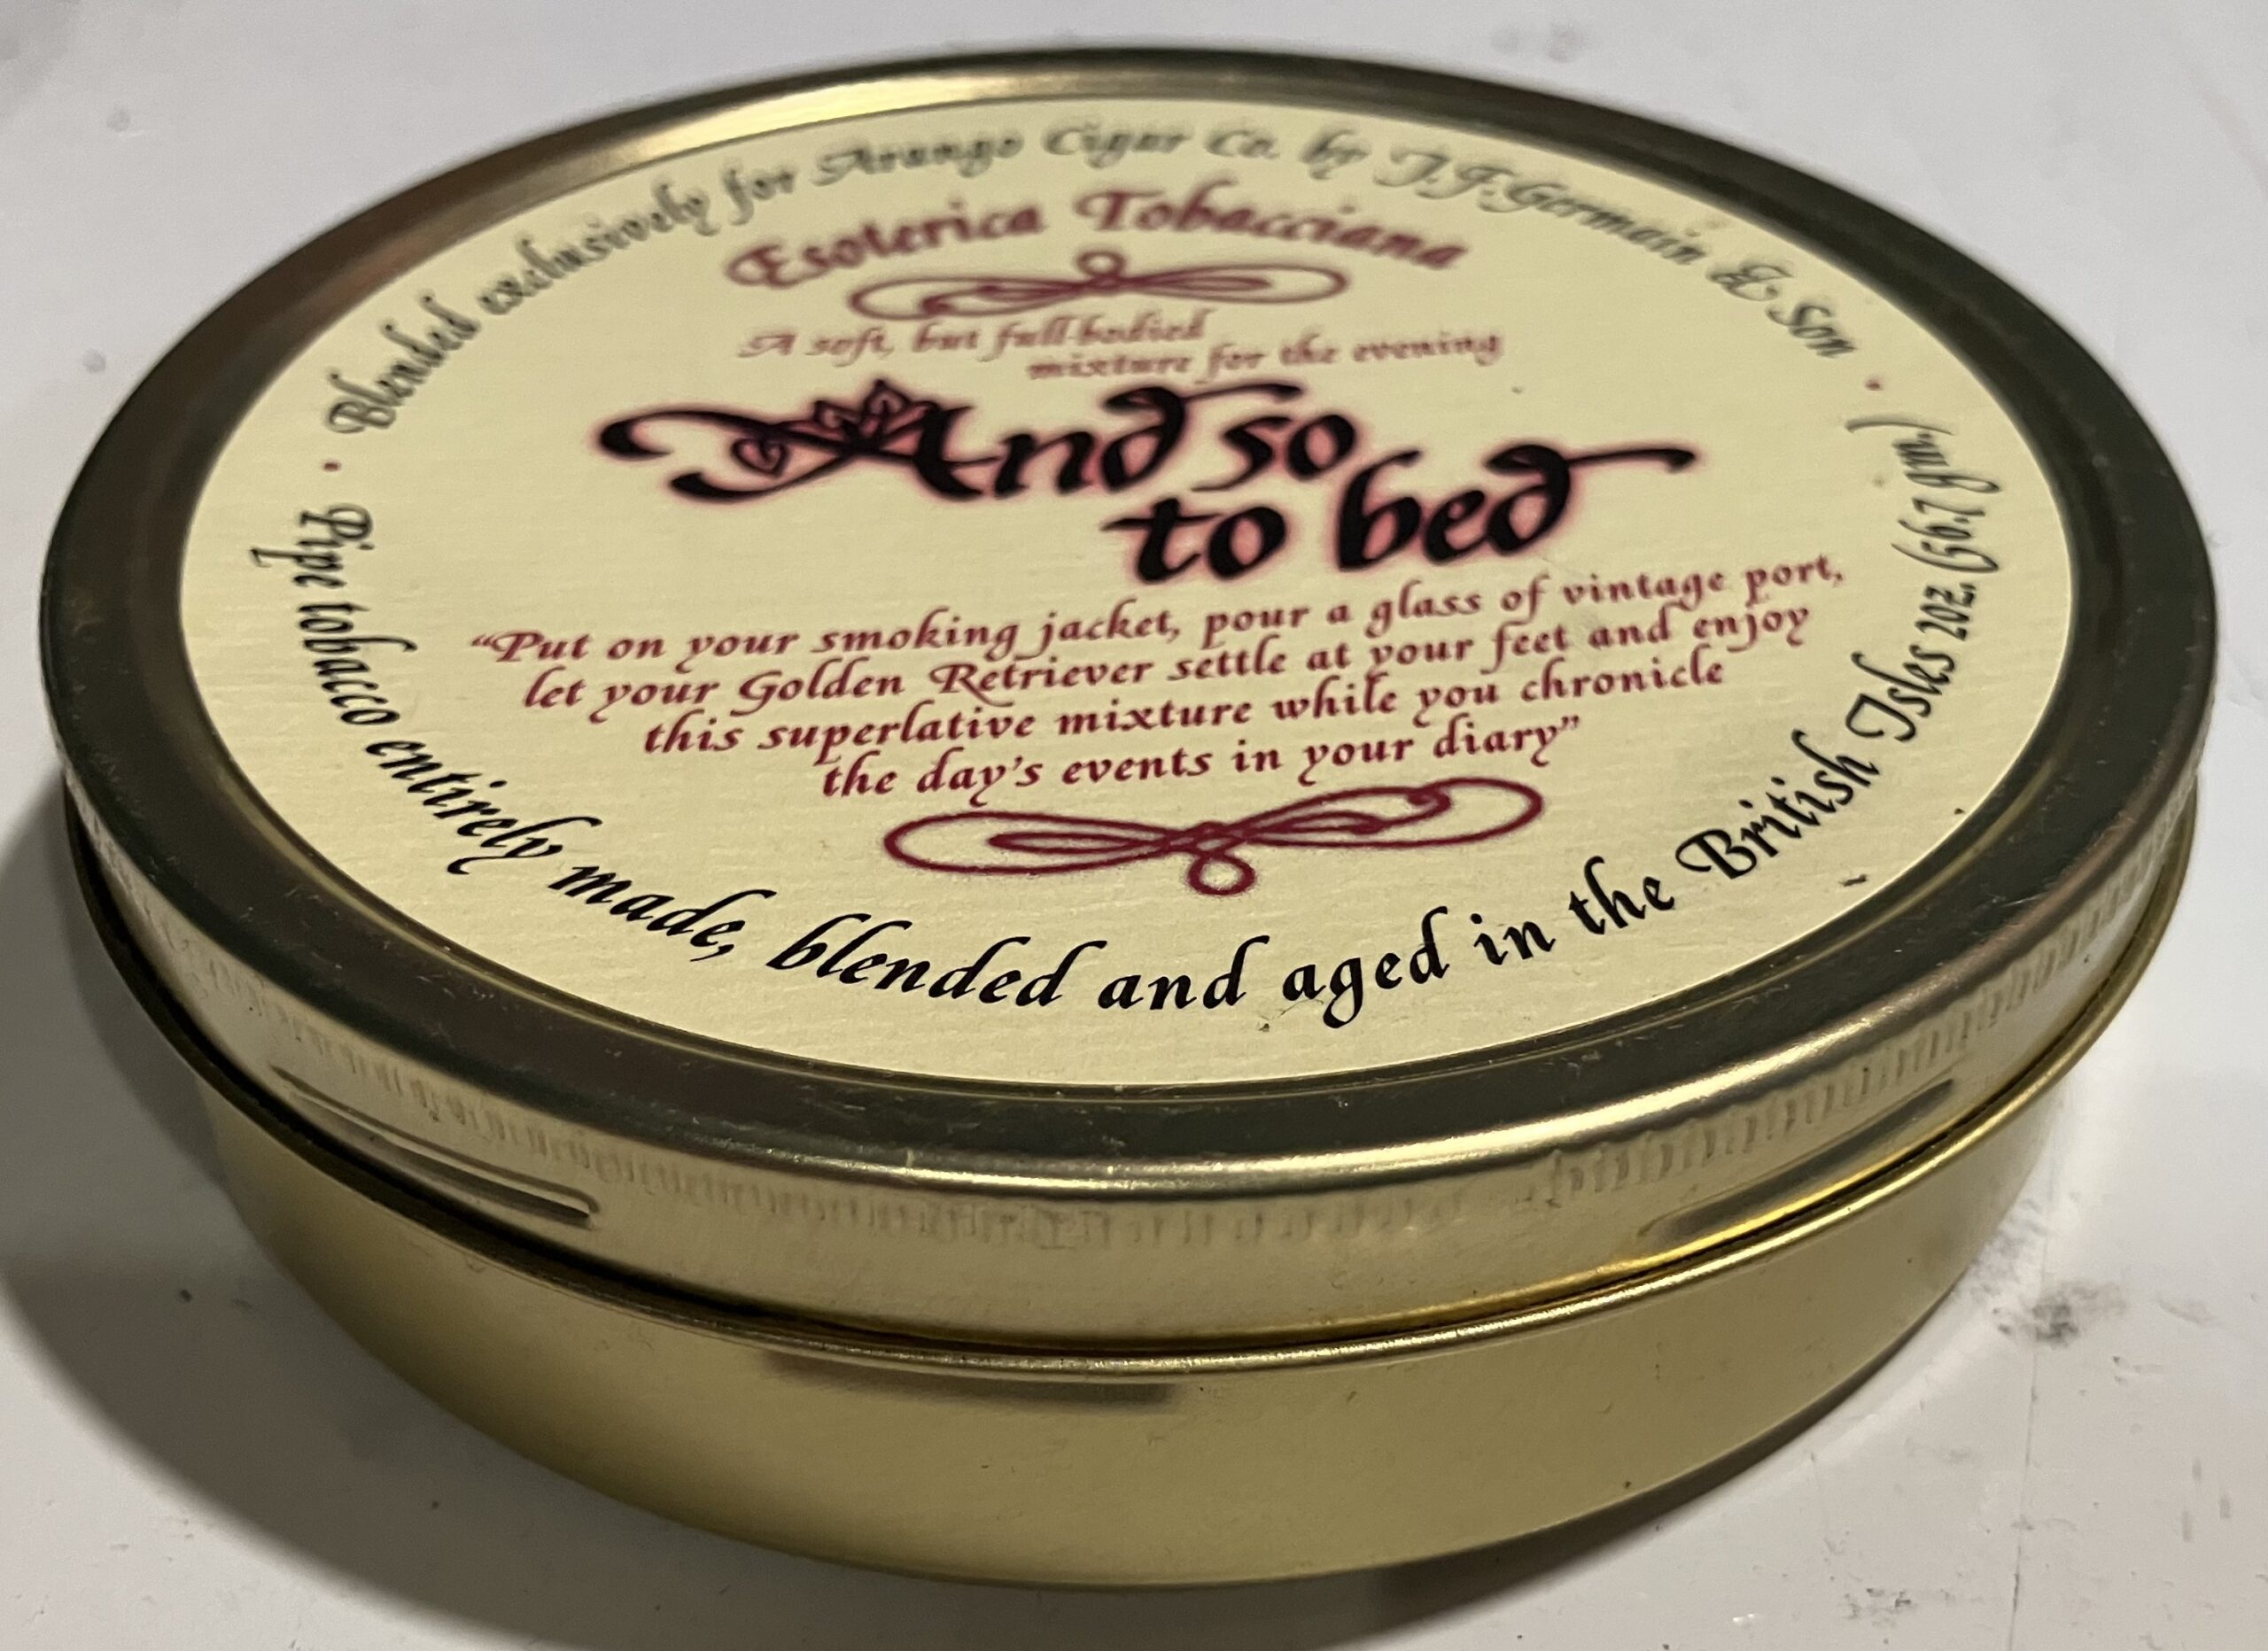 Blended exclusively for Arango Cigar Co. by J.F. Germain & Son
Esoterica Tobacciana
A soft, but full-bodied
mixture for the evening
And so
to bed
“Put on your smoking jacket, pour a glass of vintage port,
let your Golden Retriever settle at your feet and enjoy
this superlative mixture while you chronicle
the day's events in your diary”
Pipe tobacco entirely made, blended and aged in the British Isles 2oz. (56.7 gm.)